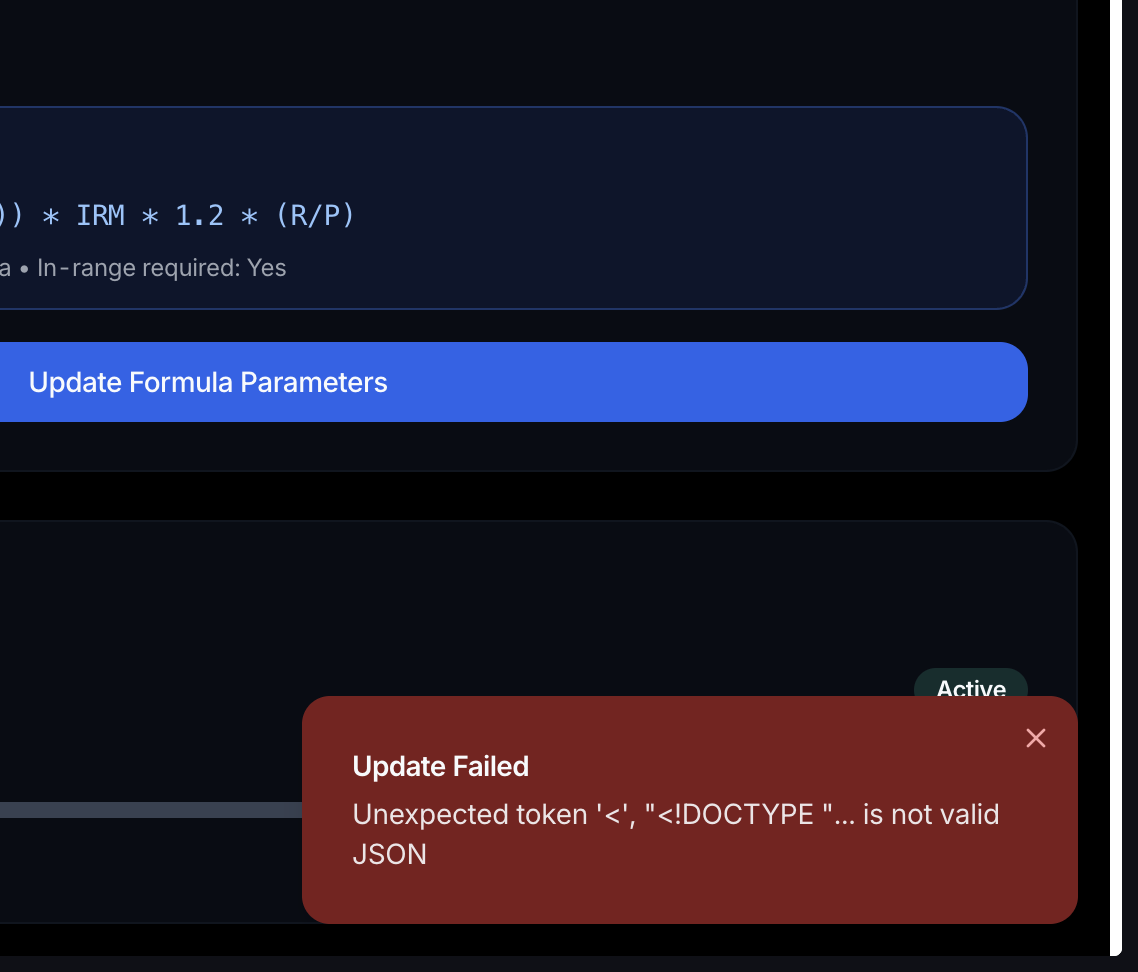 )) * IRM * 1.2 * (R/P)
a • In-range required: Yes
Update Formula Parameters
Active
Update Failed
Unexpected token '<', "<!DOCTYPE "... is not valid
JSON